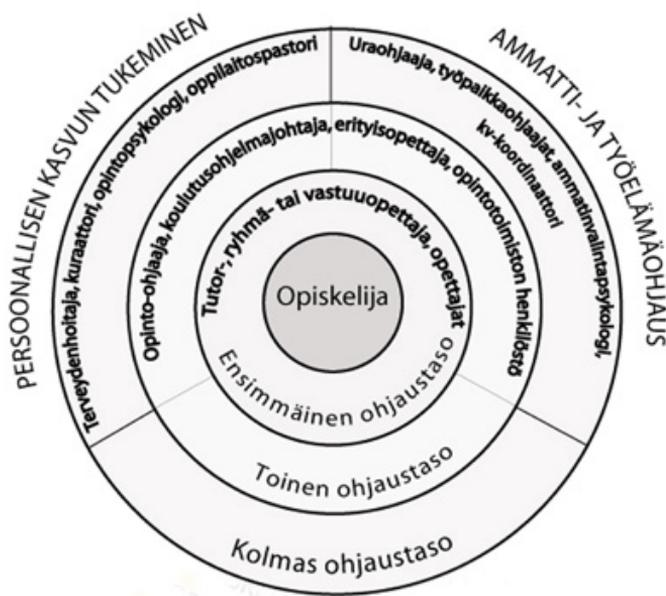 PERSOONALLISEN KASVUN TUKEMINEN
AMMATTI- JA TYÖELÄMÄOHJAUS
Terveydenhoitaja, kuraattori, opintopsykologi, oppilaitospastori
Uraohjaaja, työpaikkaohjaajat, ammatinvalintapsykologi,
kv-koordinaattori
Opinto-ohjaaja, koulutusohjelmajohtaja, erityisopettaja, opintotoimiston henkilöstö
Tutor-, ryhmä- tai vastuuopettaja, opettajat
Opiskelija
Ensimmäinen ohjaustaso
Toinen ohjaustaso
Kolmas ohjaustaso